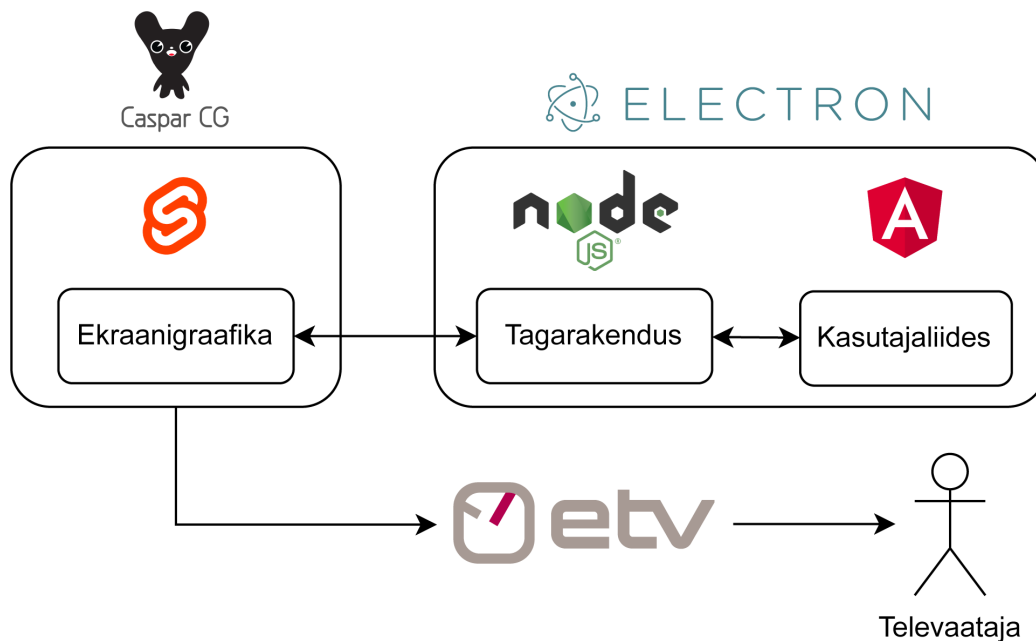 Caspar CG
ELECTRON
node
JS
A
Ekraanigraafika
Tagarakendus
Kasutajaliides
etv
Televaataja